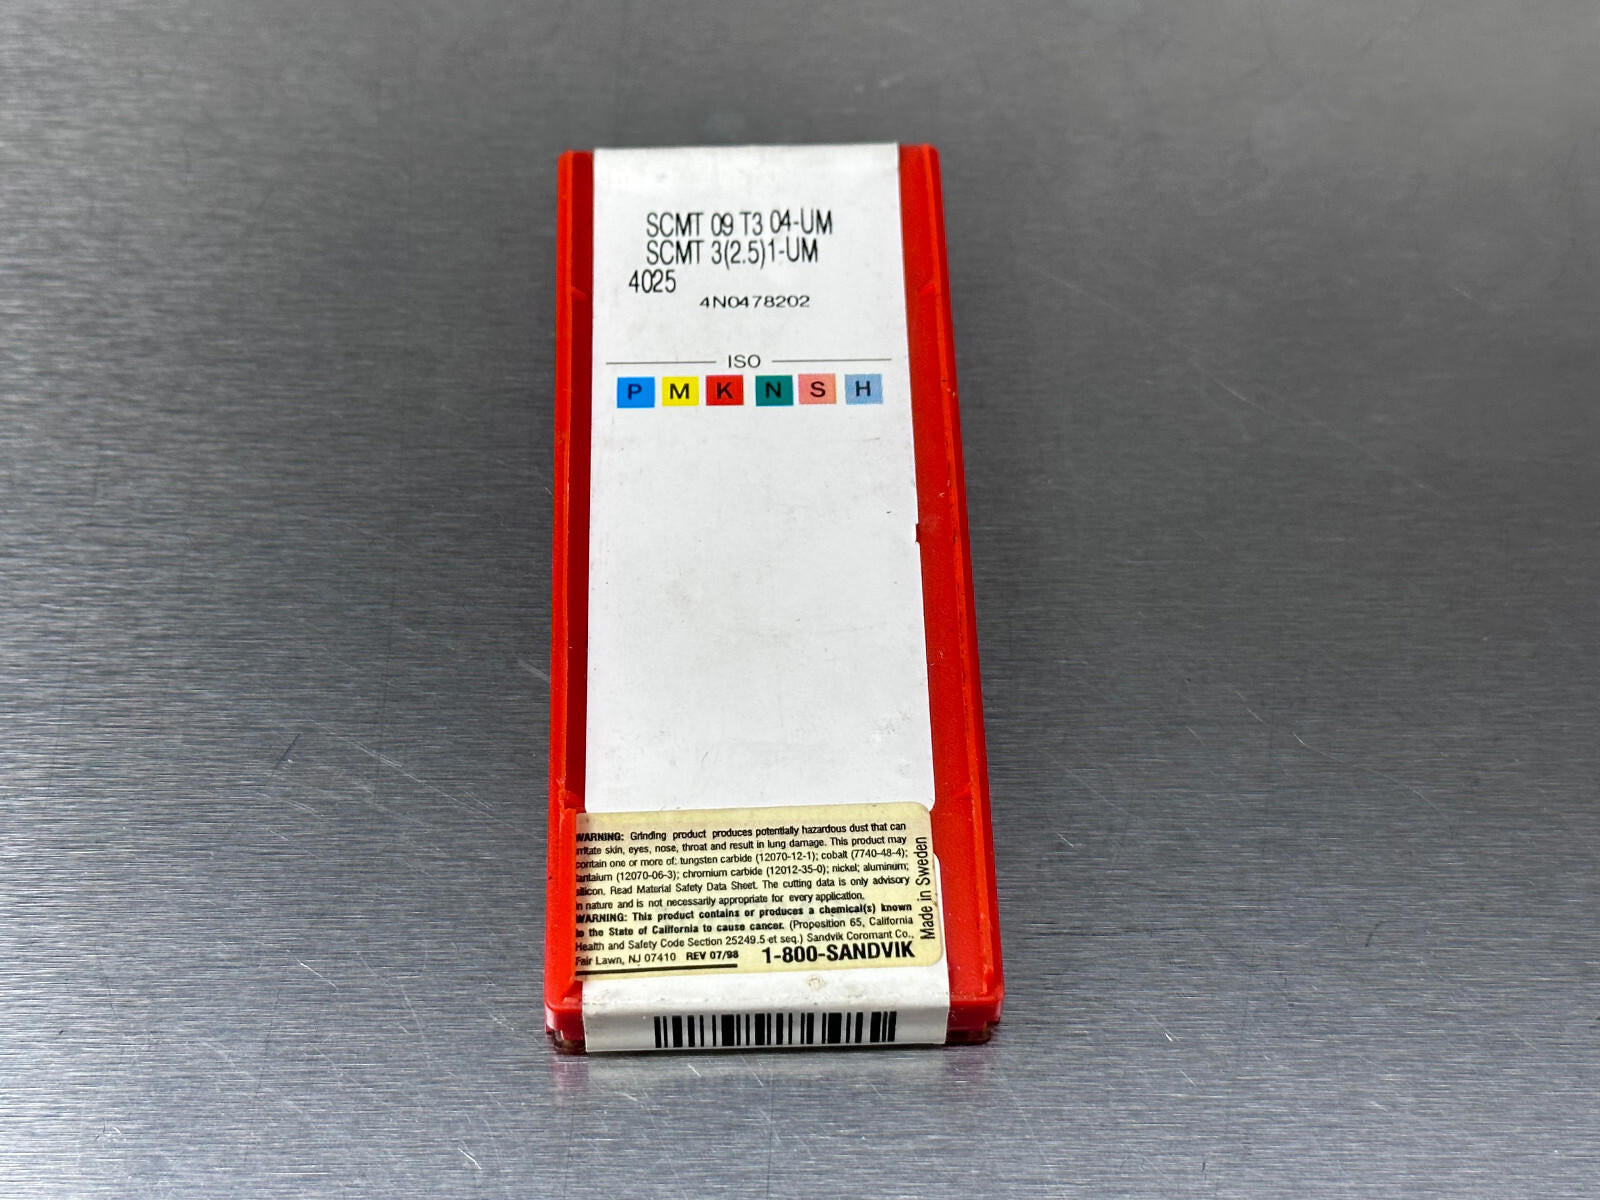 SCMT 09 T3 04-UM
SCMT 3(2.5)1-UM
4025
4N0478202
ISO
P M K N S H
WARNING: Grinding product produces potentially hazardous dust that can
irritate skin, eyes, nose, throat and result in lung damage. This product may
contain one or more of: tungsten carbide (12070-12-1); cobalt (7740-48-4);
tantalum (12070-06-3); chromium carbide (12012-35-0); nickel; aluminum;
silicon. Read Material Safety Data Sheet. The cutting data is only advisory
in nature and is not necessarily appropriate for every application.
WARNING: This product contains or produces a chemical(s) known
to the State of California to cause cancer. (Proposition 65, California
Health and Safety Code Section 25249.5 et seq.) Sandvik Coromant Co.,
Fair Lawn, NJ 07410 REV 07/98 1-800-SANDVIK
Made in Sweden